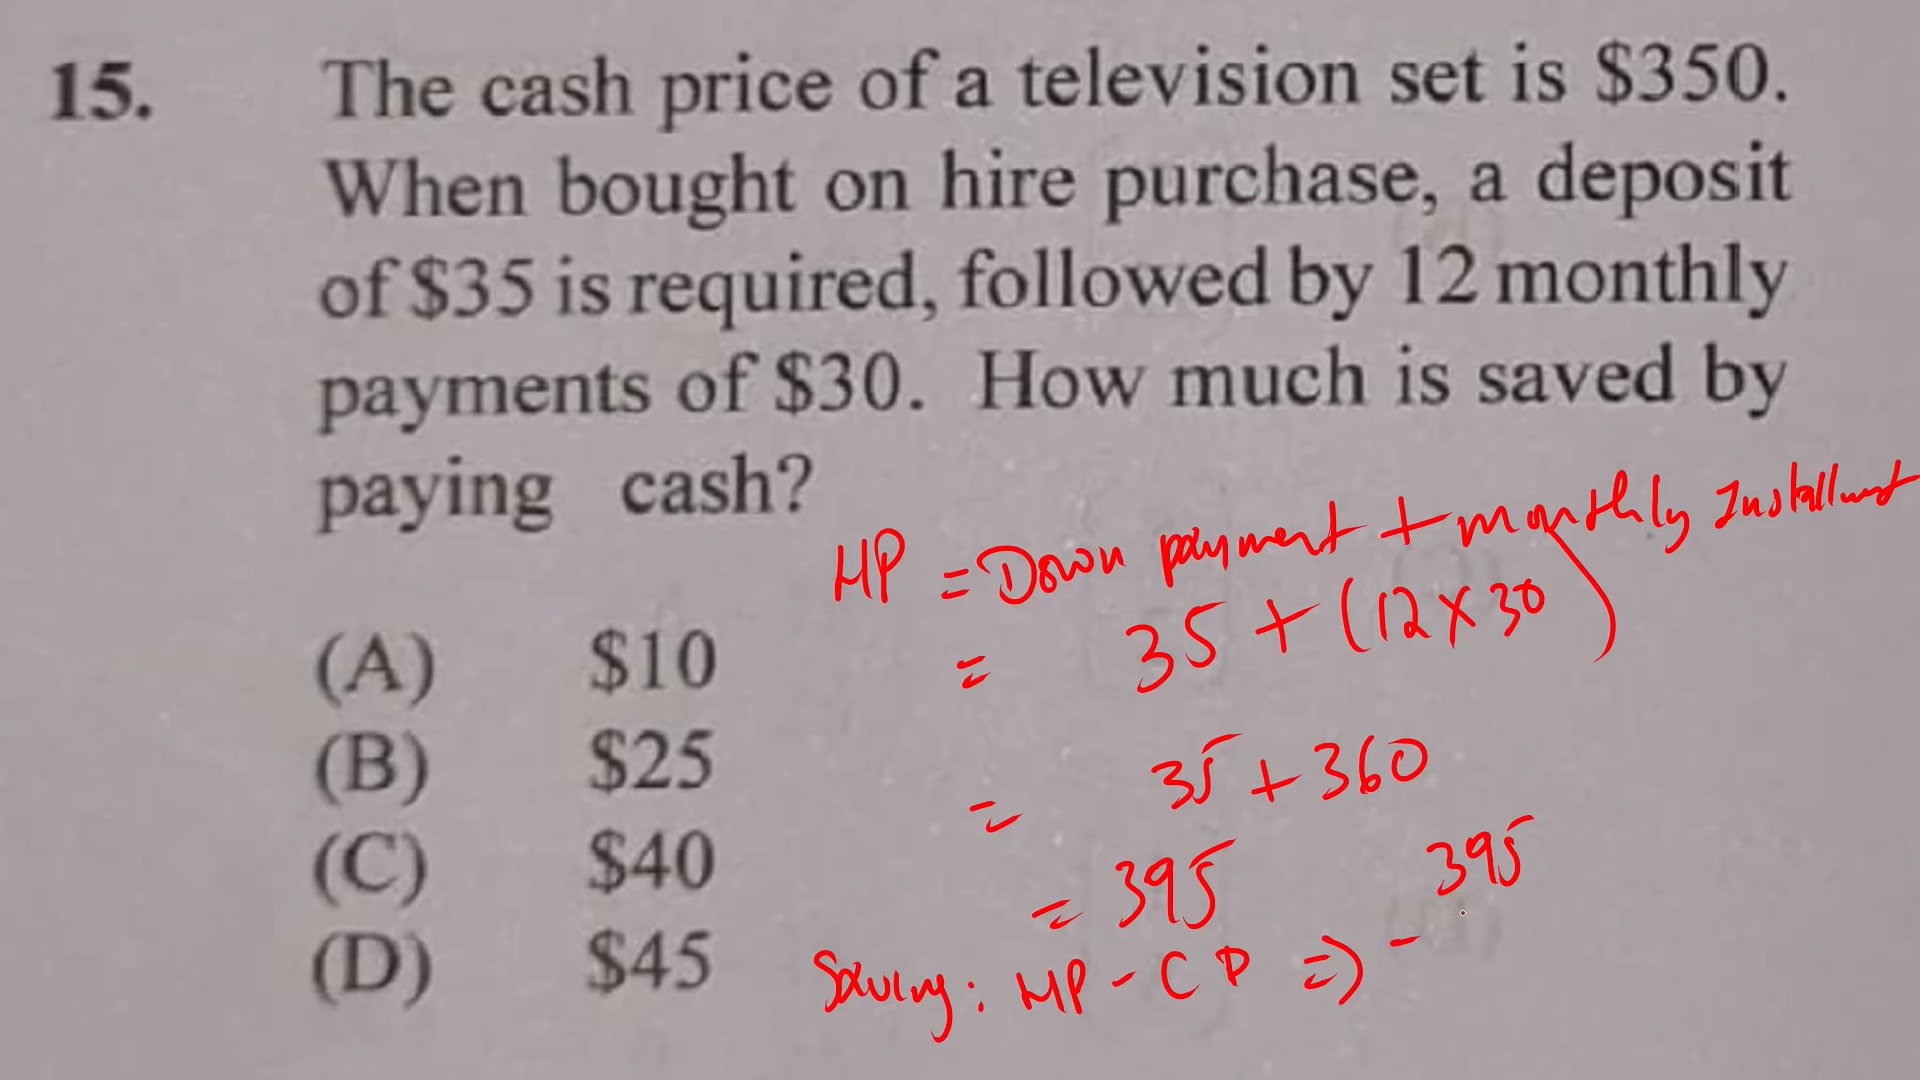 15. The cash price of a television set is $350.
When bought on hire purchase, a deposit
of $35 is required, followed by 12 monthly
payments of $30. How much is saved by
paying cash?
HP = Down payment + monthly Installment
= 35 + (12 x 30)
(A) $10
(B) $25
= 35 + 360
(C) $40
= 395
(D) $45
Saving: HP - CP => - 395